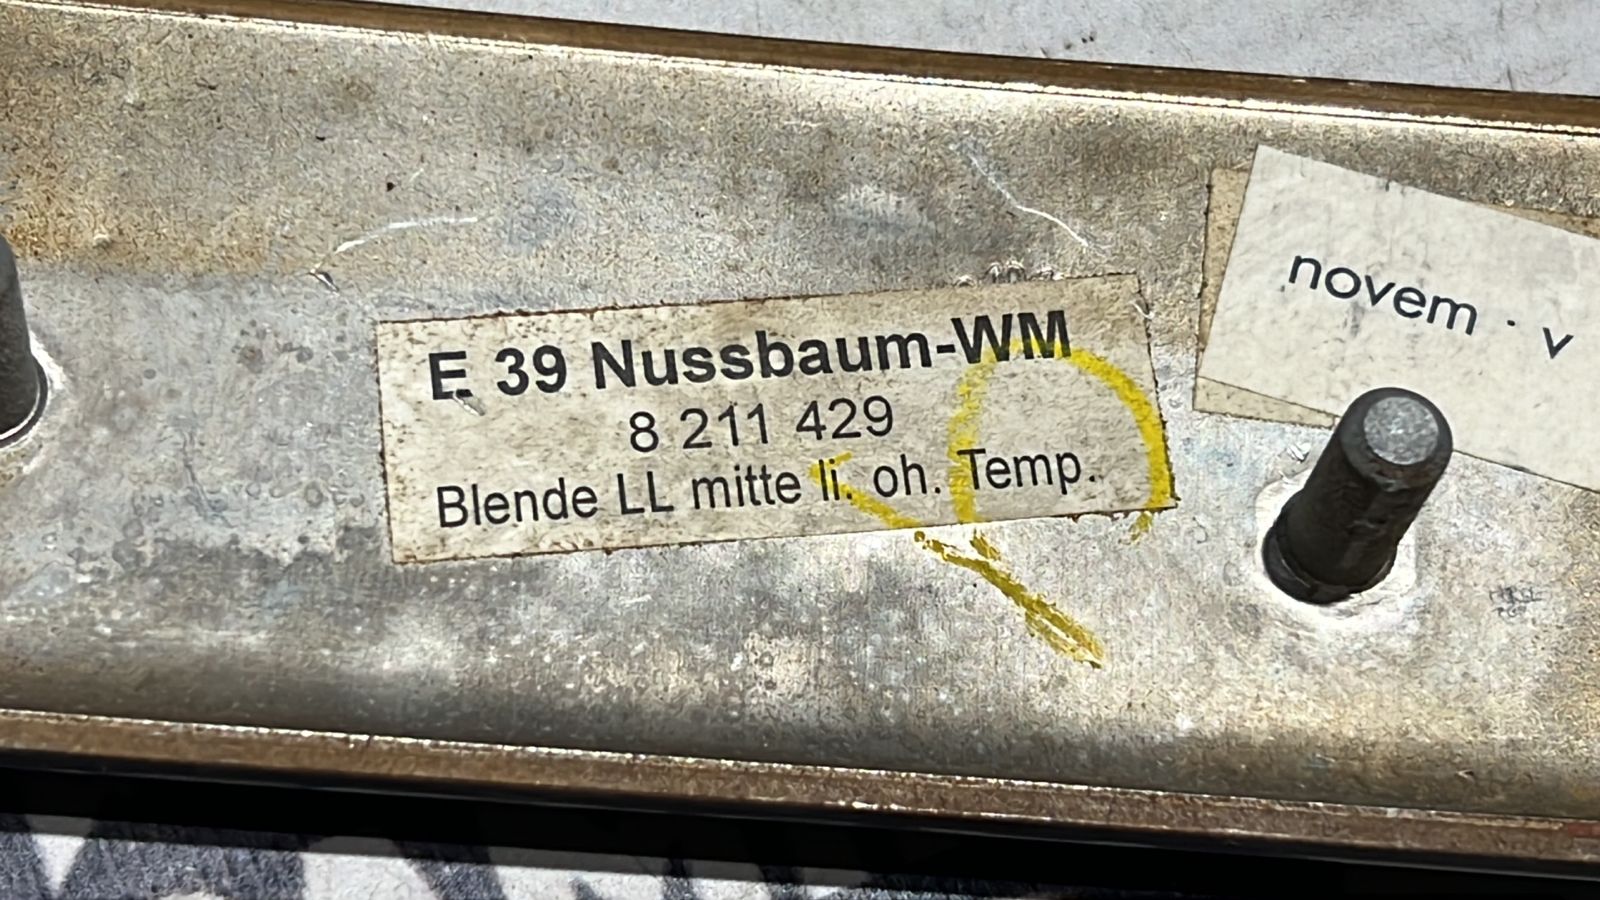 E 39 Nussbaum-WM
8 211 429
Blende LL mitte li. oh. Temp.
novem · v